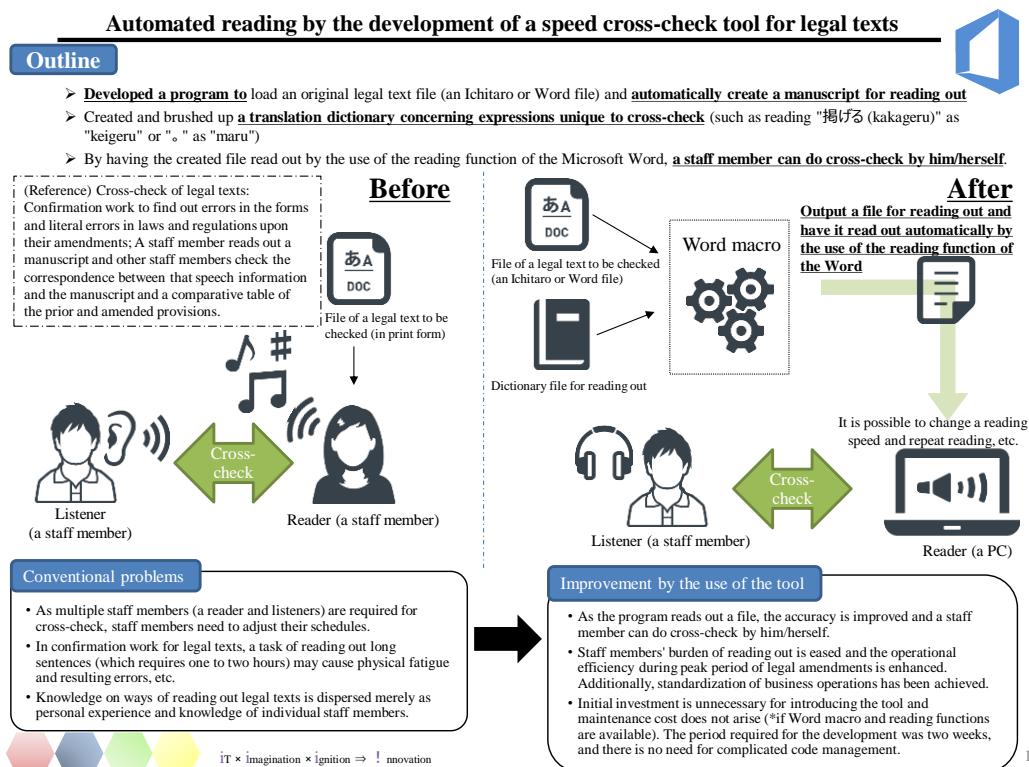 Automated reading by the development of a speed cross-check tool for legal texts
Outline
➢ Developed a program to load an original legal text file (an Ichitaro or Word file) and automatically create a manuscript for reading out
➢ Created and brushed up a translation dictionary concerning expressions unique to cross-check (such as reading "掲げる (kakageru)" as
"keigeru" or "。" as "maru")
➢ By having the created file read out by the use of the reading function of the Microsoft Word, a staff member can do cross-check by him/herself.
(Reference) Cross-check of legal texts:
Confirmation work to find out errors in the forms
and literal errors in laws and regulations upon
their amendments; A staff member reads out a
manuscript and other staff members check the
correspondence between that speech information
and the manuscript and a comparative table of
the prior and amended provisions.
Before
あA
DOC
File of a legal text to be
checked (in print form)
Cross-
check
Listener
(a staff member)
Reader (a staff member)
After
あA
DOC
File of a legal text to be checked
(an Ichitaro or Word file)
Dictionary file for reading out
Word macro
Output a file for reading out and
have it read out automatically by
the use of the reading function of
the Word
It is possible to change a reading
speed and repeat reading, etc.
Cross-
check
Listener (a staff member)
Reader (a PC)
Conventional problems
• As multiple staff members (a reader and listeners) are required for
cross-check, staff members need to adjust their schedules.
• In confirmation work for legal texts, a task of reading out long
sentences (which requires one to two hours) may cause physical fatigue
and resulting errors, etc.
• Knowledge on ways of reading out legal texts is dispersed merely as
personal experience and knowledge of individual staff members.
Improvement by the use of the tool
• As the program reads out a file, the accuracy is improved and a staff
member can do cross-check by him/herself.
• Staff members' burden of reading out is eased and the operational
efficiency during peak period of legal amendments is enhanced.
Additionally, standardization of business operations has been achieved.
• Initial investment is unnecessary for introducing the tool and
maintenance cost does not arise (*if Word macro and reading functions
are available). The period required for the development was two weeks,
and there is no need for complicated code management.
iT × imagination × ignition ⇒ ! nnovation
1